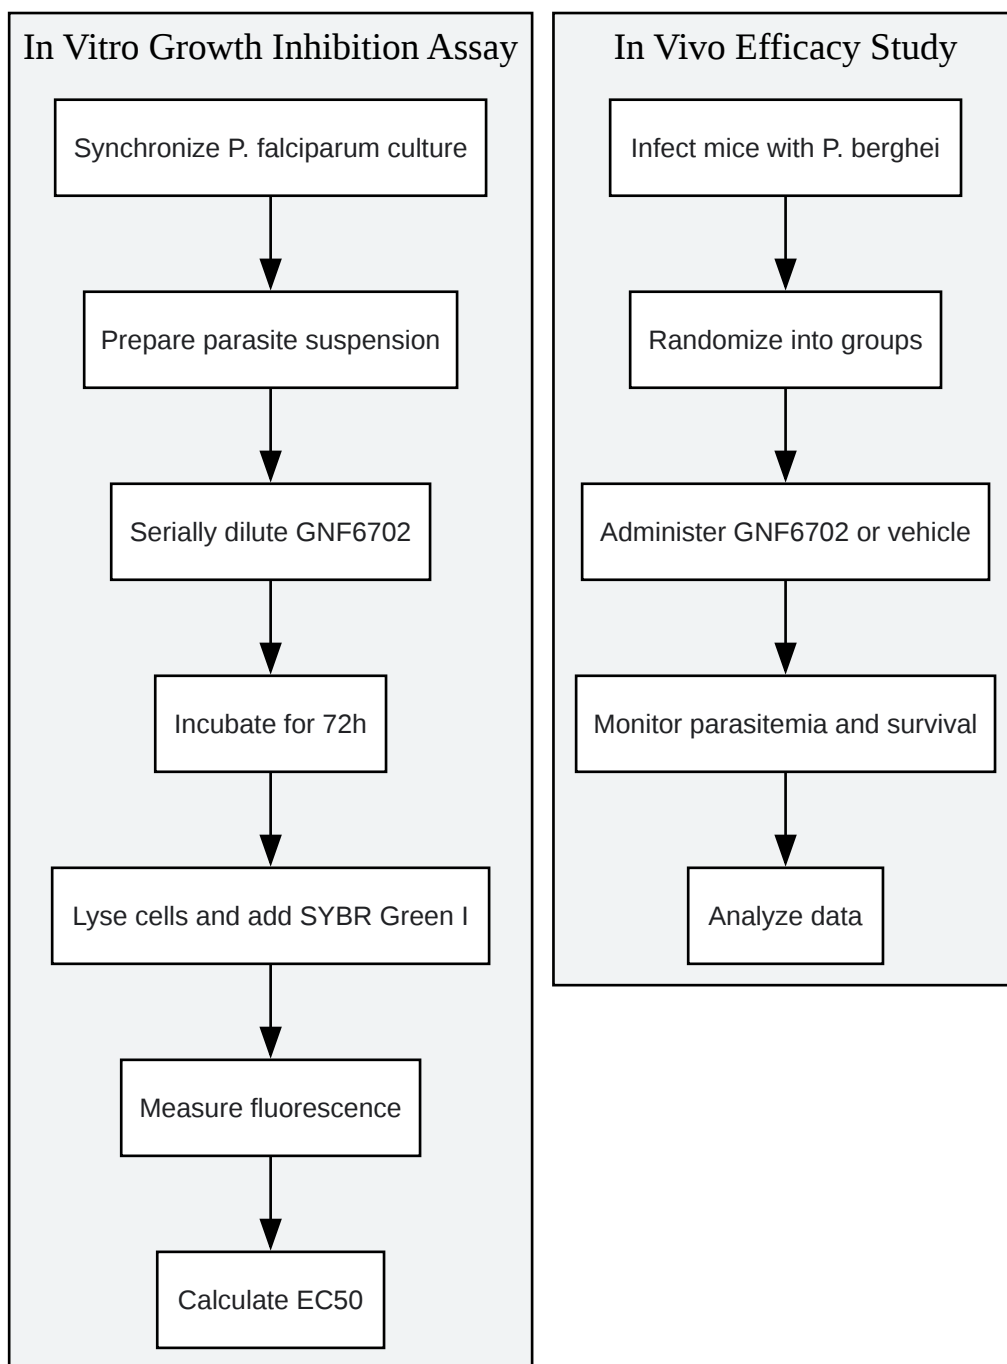 In Vitro Growth Inhibition Assay
Synchronize P. falciparum culture
Prepare parasite suspension
Serially dilute GNF6702
Incubate for 72h
Lyse cells and add SYBR Green I
Measure fluorescence
Calculate EC50
In Vivo Efficacy Study
Infect mice with P. berghei
Randomize into groups
Administer GNF6702 or vehicle
Monitor parasitemia and survival
Analyze data